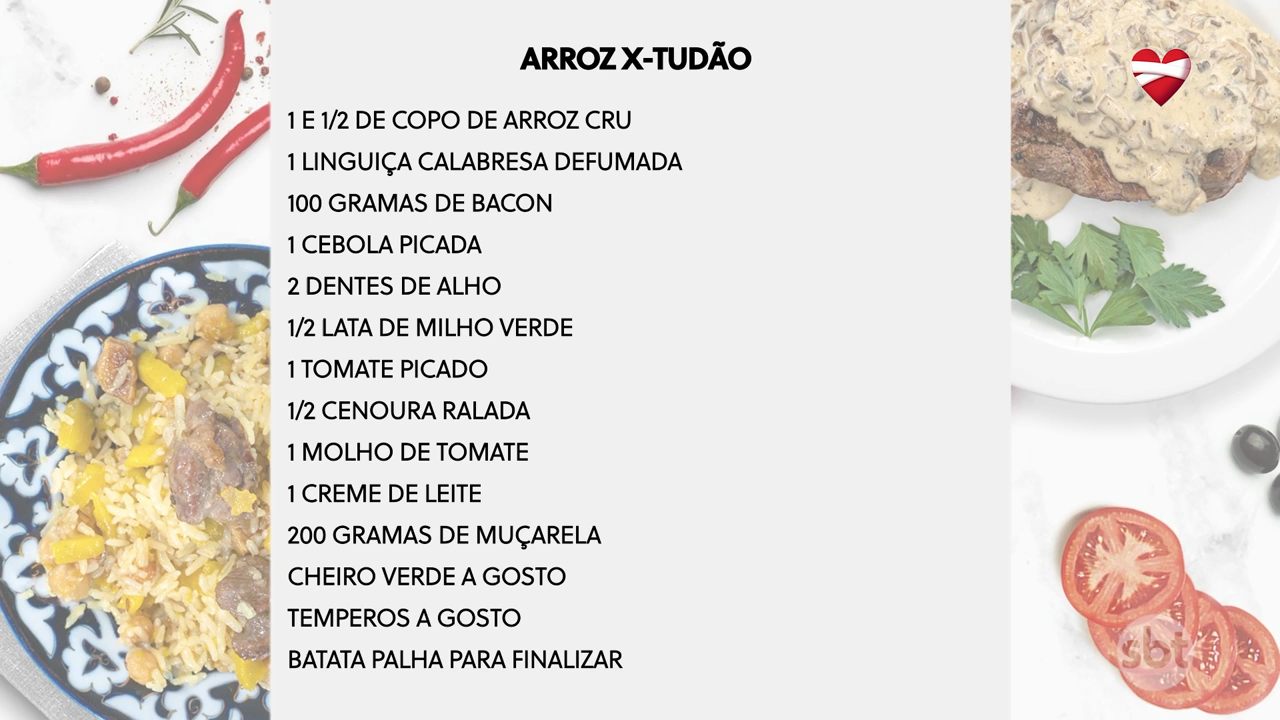 ARROZ X-TUDÃO
1 E 1/2 DE COPO DE ARROZ CRU
1 LINGUIÇA CALABRESA DEFUMADA
100 GRAMAS DE BACON
1 CEBOLA PICADA
2 DENTES DE ALHO
1/2 LATA DE MILHO VERDE
1 TOMATE PICADO
1/2 CENOURA RALADA
1 MOLHO DE TOMATE
1 CREME DE LEITE
200 GRAMAS DE MUÇARELA
CHEIRO VERDE A GOSTO
TEMPEROS A GOSTO
BATATA PALHA PARA FINALIZAR
sbt